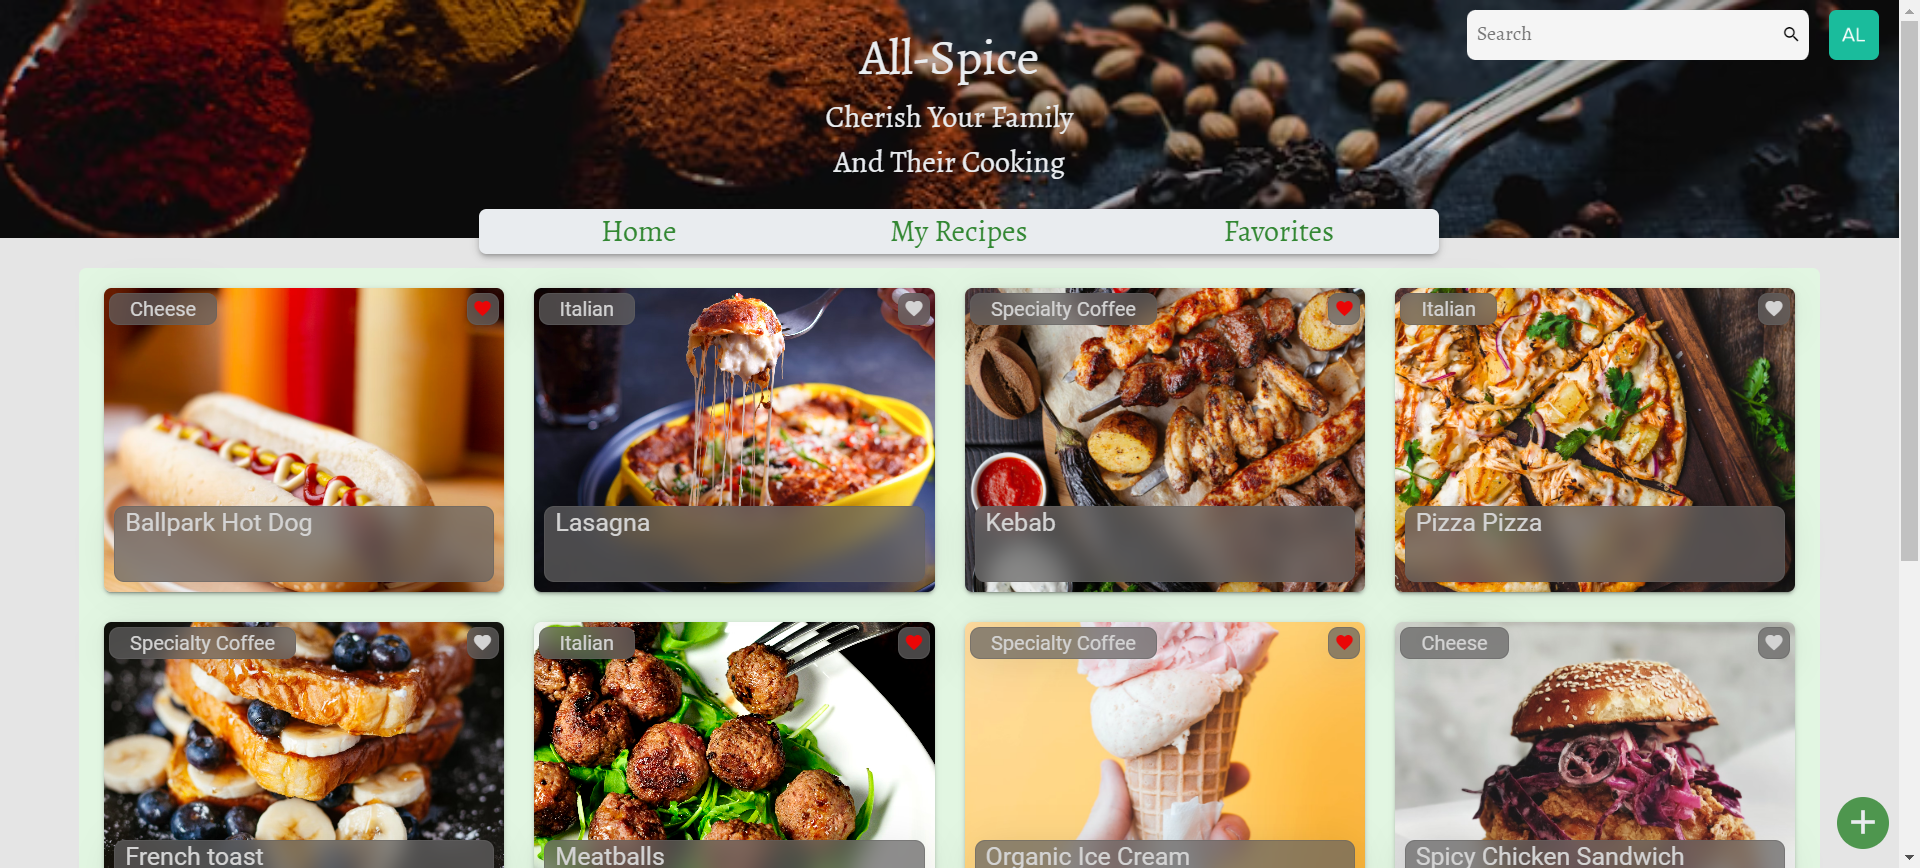 All-Spice
Cherish Your Family
And Their Cooking
Search
AL
Home
My Recipes
Favorites
Cheese
Ballpark Hot Dog
Italian
Lasagna
Specialty Coffee
Kebab
Italian
Pizza Pizza
Specialty Coffee
French toast
Italian
Meatballs
Specialty Coffee
Organic Ice Cream
Cheese
Spicy Chicken Sandwich